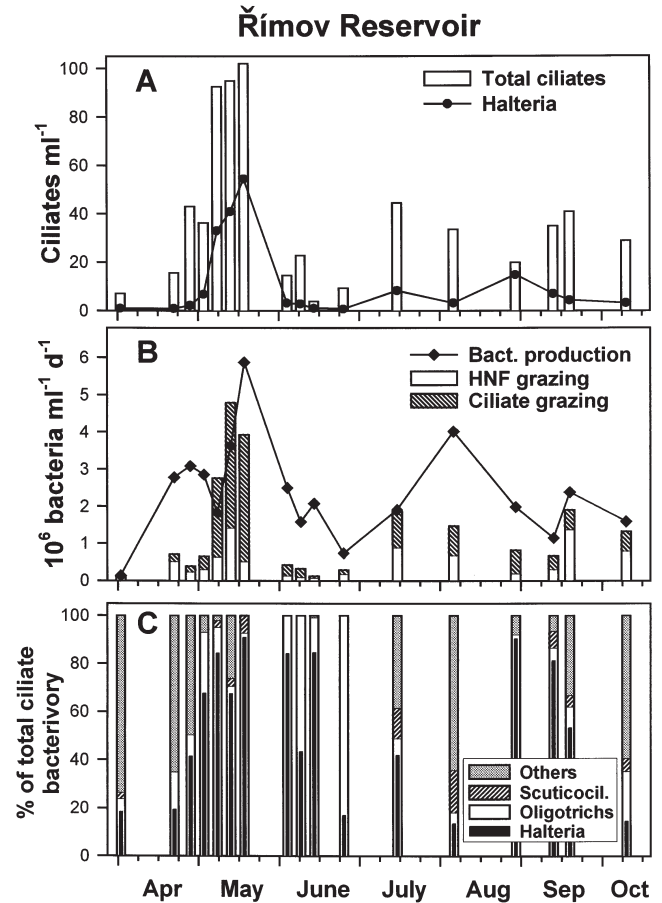 Římov Reservoir
A
Total ciliates
Halteria
Ciliates ml⁻¹
100
80
60
40
20
0
B
Bact. production
HNF grazing
Ciliate grazing
10⁶ bacteria ml⁻¹ d⁻¹
6
5
4
3
2
1
0
C
% of total ciliate
bacterivory
100
80
60
40
20
0
Others
Scuticocil.
Oligotrichs
Halteria
Apr May June July Aug Sep Oct